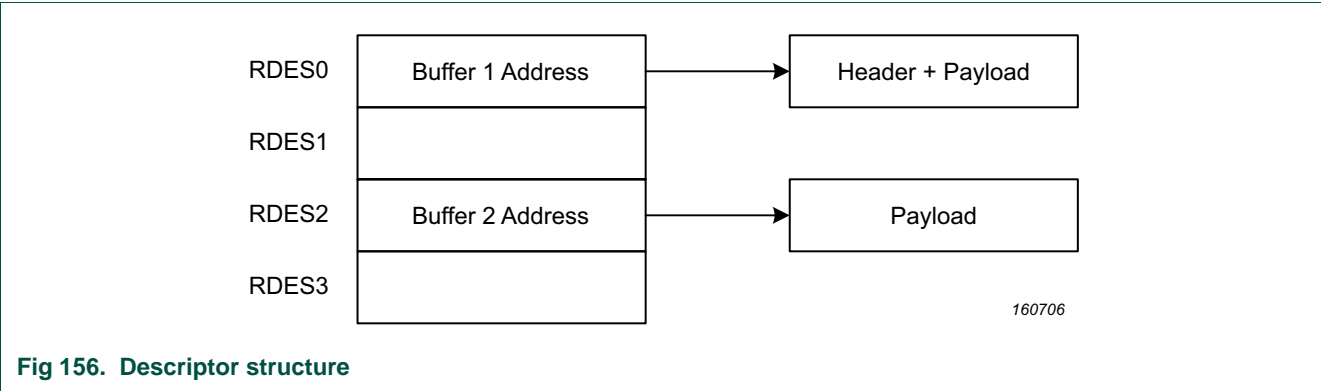 RDES0 Buffer 1 Address Header + Payload
RDES1
RDES2 Buffer 2 Address Payload
RDES3
160706
Fig 156. Descriptor structure